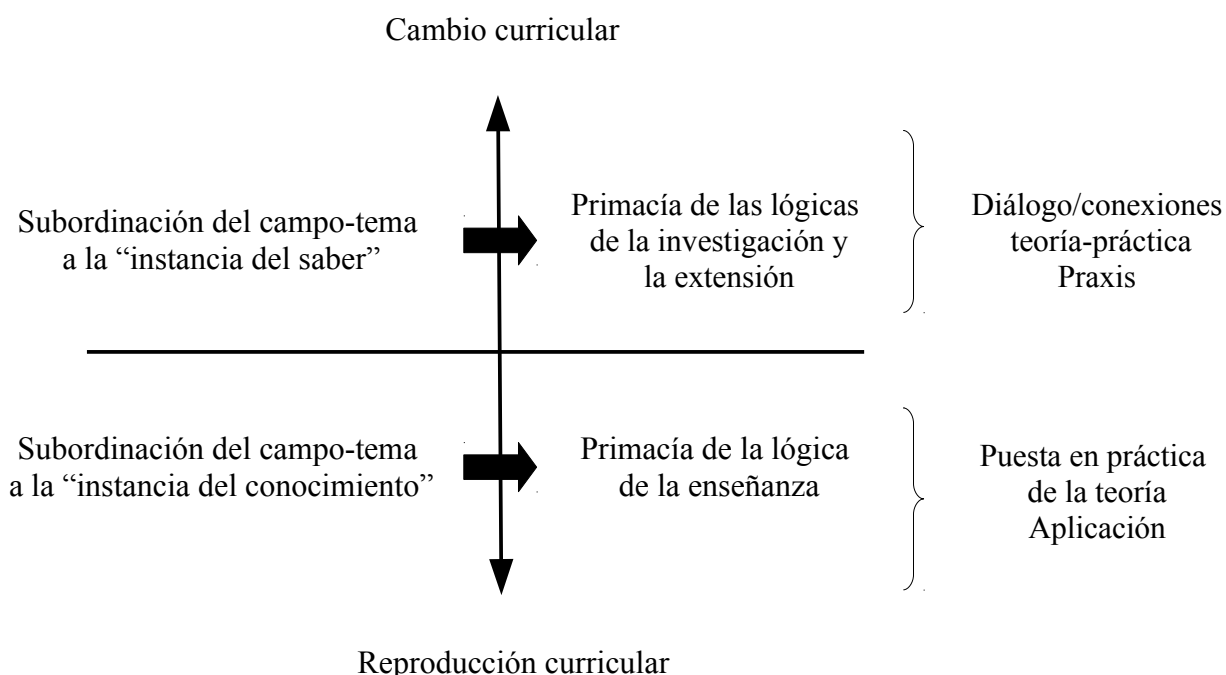 Cambio curricular
Subordinación del campo-tema
a la “instancia del saber”
Primacía de las lógicas
de la investigación y
la extensión
Diálogo/conexiones
teoría-práctica
Praxis
Subordinación del campo-tema
a la “instancia del conocimiento”
Primacía de la lógica
de la enseñanza
Puesta en práctica
de la teoría
Aplicación
Reproducción curricular